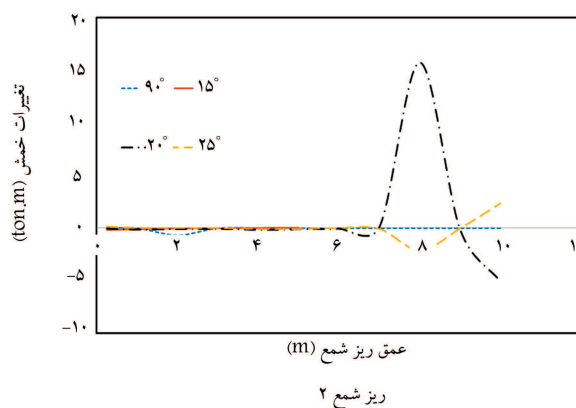 ۲۰
۱۵
۱۰
۵
۰
−۵
−۱۰
تغییرات خمش (ton.m)
۹۰° ۱۵°
۲۰° ۲۵°
۰ ۲ ۴ ۶ ۸ ۱۰ ۱۲
عمق ریز شمع (m)
ریز شمع ۲